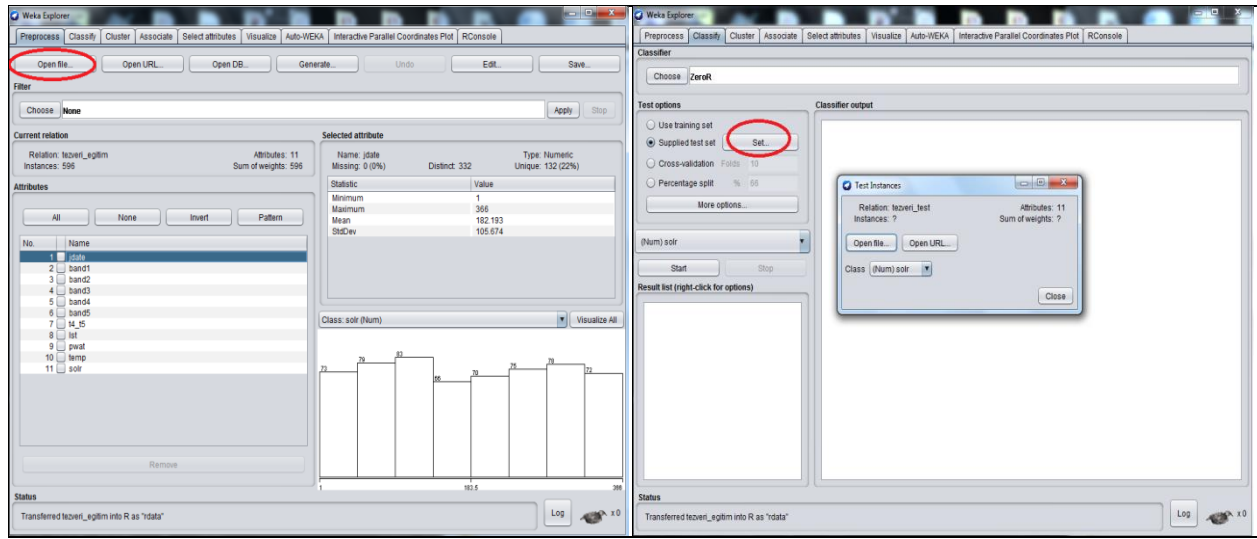 Weka Explorer
Preprocess Classify Cluster Associate Select attributes Visualize Auto-WEKA Interactive Parallel Coordinates Plot RConsole
Open file... Open URL... Open DB... Generate... Undo Edit... Save...
Filter
Choose None Apply Stop
Current relation
Relation: tezveri_egitim Attributes: 11
Instances: 596 Sum of weights: 596
Attributes
All None Invert Pattern
No. Name
1 jdate
2 band1
3 band2
4 band3
5 band4
6 band5
7 t4_t5
8 lst
9 pwat
10 temp
11 solr
Remove
Selected attribute
Name: jdate Type: Numeric
Missing: 0 (0%) Distinct: 332 Unique: 132 (22%)
Statistic Value
Minimum 1
Maximum 366
Mean 182.193
StdDev 105.674
Class: solr (Num) Visualize All
73 79 83 66 70 75 78 72
1 183.5 366
Status
Transferred tezveri_egitim into R as "rdata"
Log x 0
Weka Explorer
Preprocess Classify Cluster Associate Select attributes Visualize Auto-WEKA Interactive Parallel Coordinates Plot RConsole
Classifier
Choose ZeroR
Test options
Use training set
Supplied test set Set...
Cross-validation Folds 10
Percentage split % 66
More options...
(Num) solr
Start Stop
Result list (right-click for options)
Classifier output
Test Instances
Relation: tezveri_test Attributes: 11
Instances: ? Sum of weights: ?
Open file... Open URL...
Class (Num) solr
Close
Status
Transferred tezveri_egitim into R as "rdata"
Log x 0